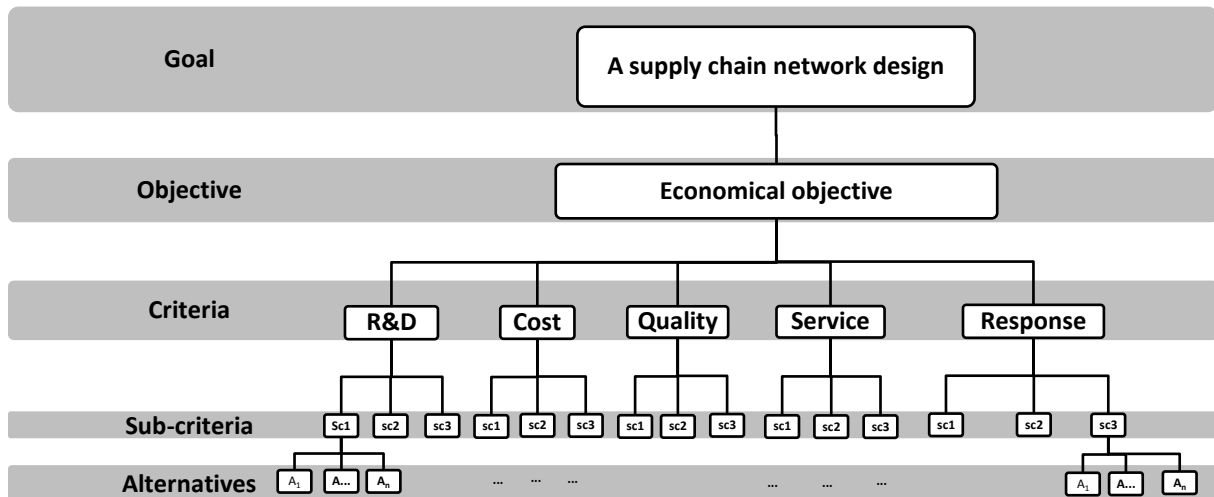 Goal
A supply chain network design
Objective
Economical objective
Criteria
R&D
Cost
Quality
Service
Response
Sub-criteria
Sc1
sc2
sc3
sc1
sc2
sc3
sc1
sc2
sc3
sc1
sc2
sc3
sc1
sc2
sc3
Alternatives
A₁
A...
Aₙ
...
...
...
...
...
...
A₁
A...
Aₙ